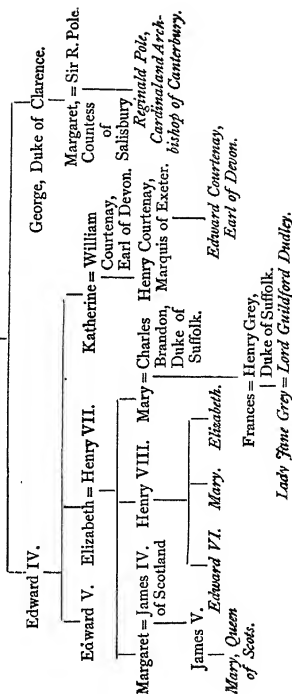 Edward IV.
George, Duke of Clarence.
Edward V. Elizabeth = Henry VII. Katherine = William
Courtenay,
Earl of Devon.
Margaret, = Sir R. Pole.
Countess
of
Salisbury
Margaret = James IV.
of Scotland
Henry VIII. Mary = Charles
Brandon,
Duke of
Suffolk.
Henry Courtenay,
Marquis of Exeter.
Reginald Pole,
Cardinal and Arch-
bishop of Canterbury.
James V.
Edward VI. Mary. Elizabeth.
Edward Courtenay,
Earl of Devon.
Mary, Queen
of Scots.
Frances = Henry Grey,
Duke of Suffolk.
Lady Jane Grey = Lord Guildford Dudley.